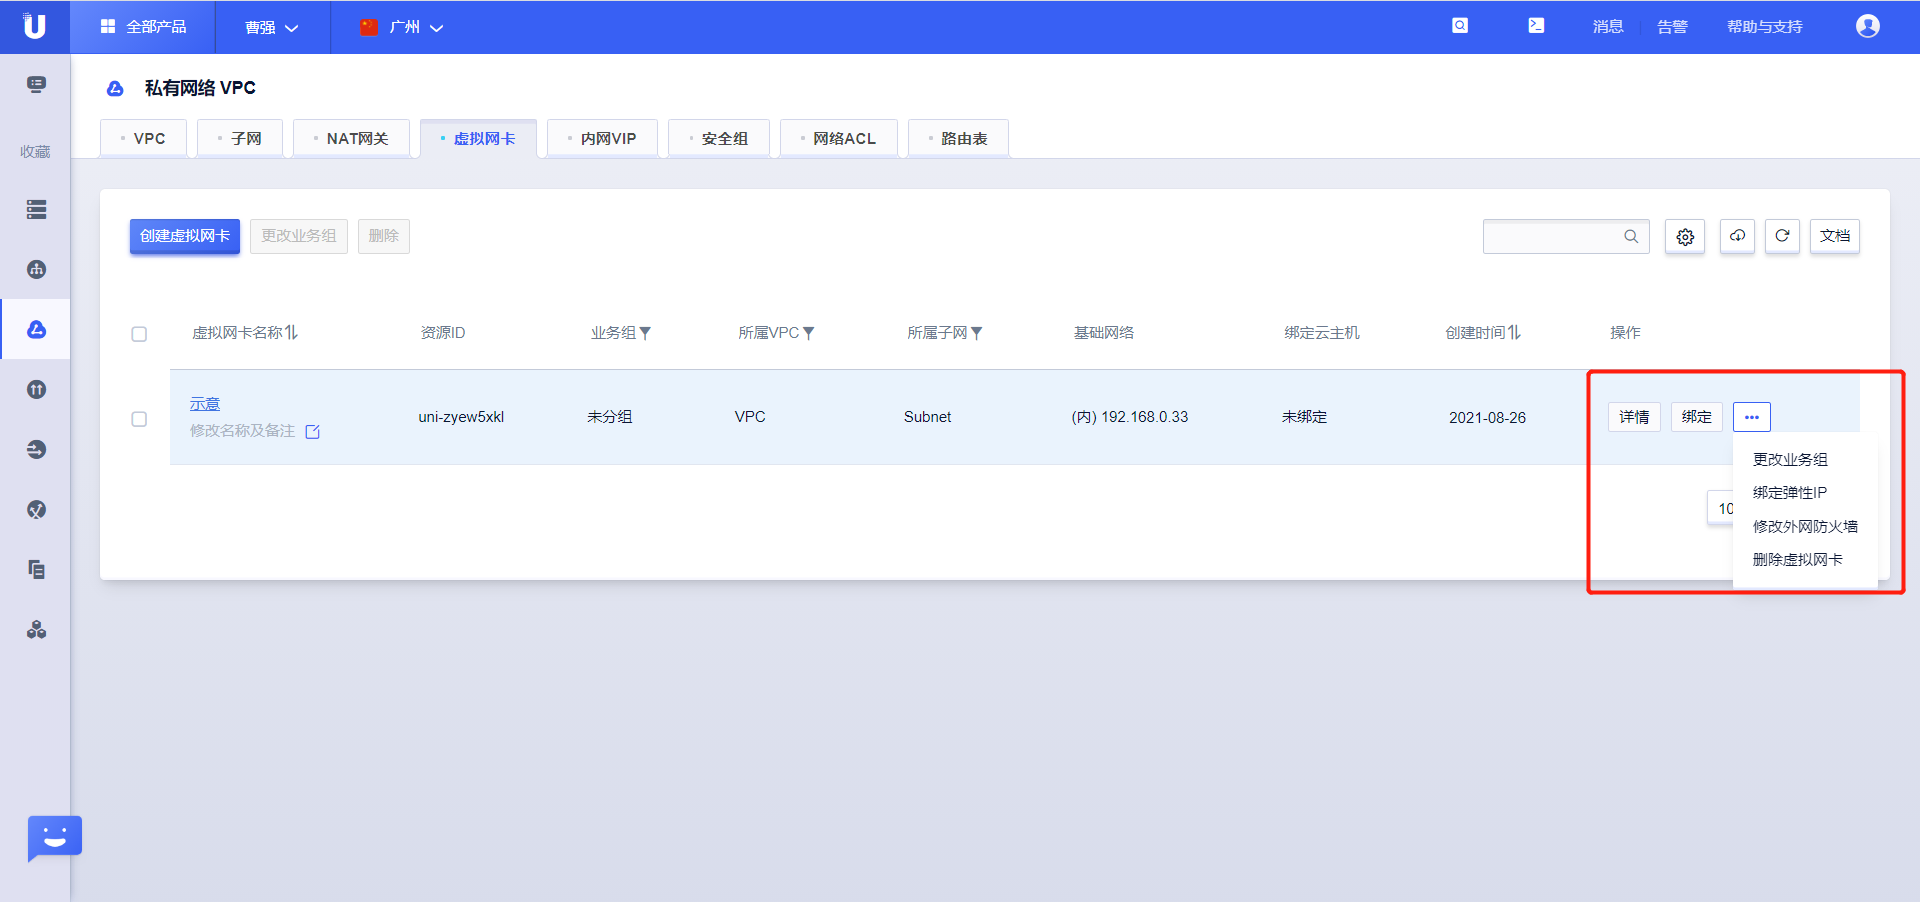 U 全部产品 曹强 广州 消息 告警 帮助与支持
私有网络 VPC
VPC 子网 NAT网关 虚拟网卡 内网VIP 安全组 网络ACL 路由表
收藏
创建虚拟网卡 更改业务组 删除 文档
虚拟网卡名称 资源ID 业务组 所属VPC 所属子网 基础网络 绑定云主机 创建时间 操作
示意
uni-zyew5xkl 未分组 VPC Subnet (内) 192.168.0.33 未绑定 2021-08-26 详情 绑定 •••
修改名称及备注
更改业务组
绑定弹性IP
10
修改外网防火墙
删除虚拟网卡